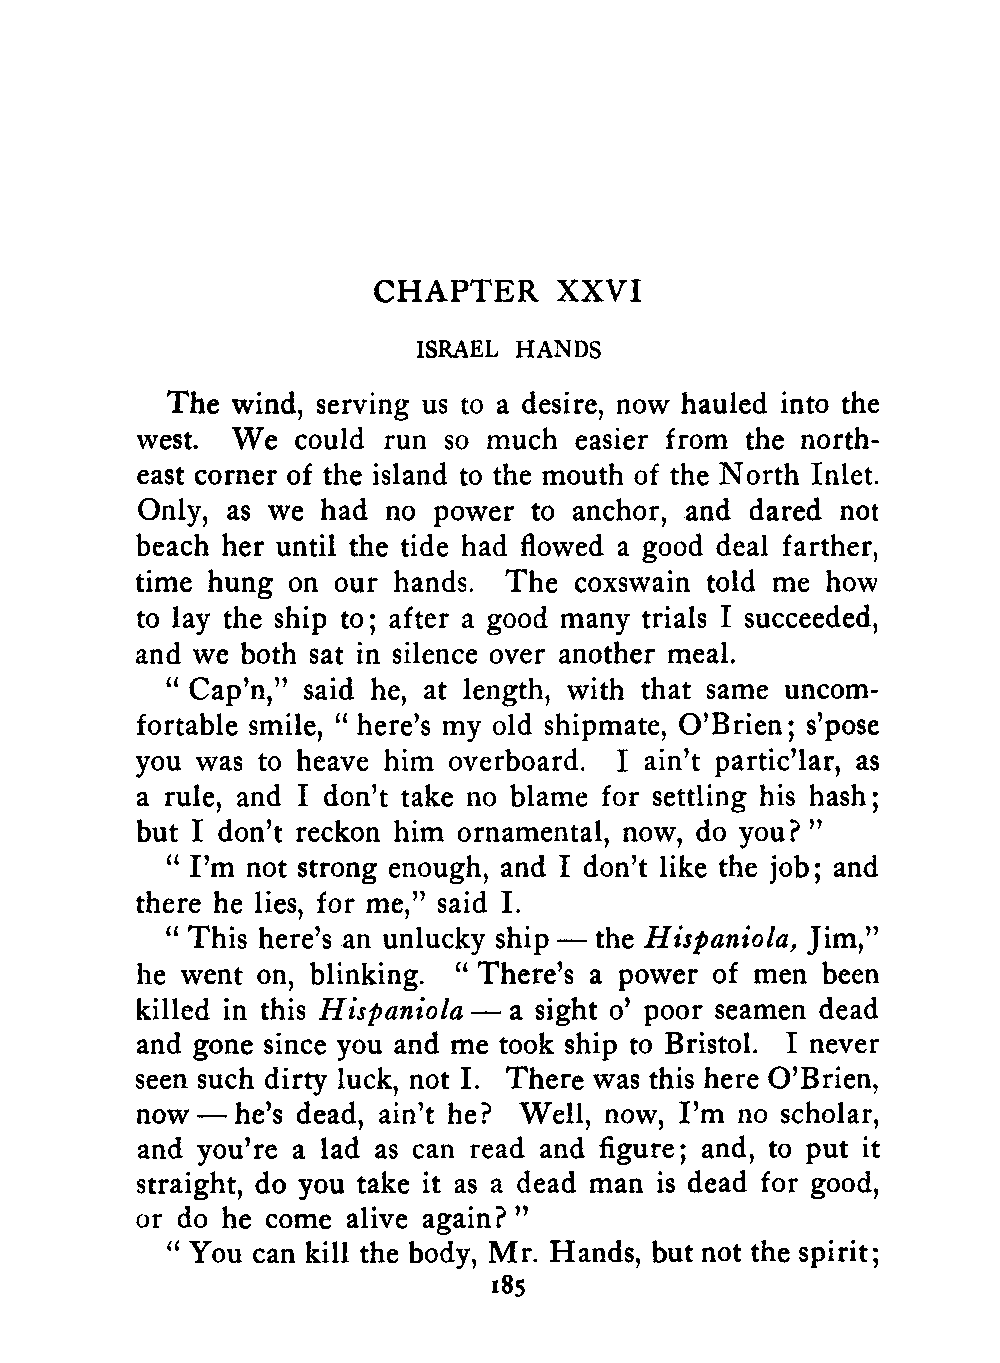 CHAPTER XXVI
ISRAEL HANDS
The wind, serving us to a desire, now hauled into the
west. We could run so much easier from the north-
east corner of the island to the mouth of the North Inlet.
Only, as we had no power to anchor, and dared not
beach her until the tide had flowed a good deal farther,
time hung on our hands. The coxswain told me how
to lay the ship to; after a good many trials I succeeded,
and we both sat in silence over another meal.
" Cap'n," said he, at length, with that same uncom-
fortable smile, " here's my old shipmate, O'Brien; s'pose
you was to heave him overboard. I ain't partic'lar, as
a rule, and I don't take no blame for settling his hash;
but I don't reckon him ornamental, now, do you? "
" I'm not strong enough, and I don't like the job; and
there he lies, for me," said I.
" This here's an unlucky ship — the Hispaniola, Jim,"
he went on, blinking. " There's a power of men been
killed in this Hispaniola — a sight o' poor seamen dead
and gone since you and me took ship to Bristol. I never
seen such dirty luck, not I. There was this here O'Brien,
now — he's dead, ain't he? Well, now, I'm no scholar,
and you're a lad as can read and figure; and, to put it
straight, do you take it as a dead man is dead for good,
or do he come alive again? "
" You can kill the body, Mr. Hands, but not the spirit;
185